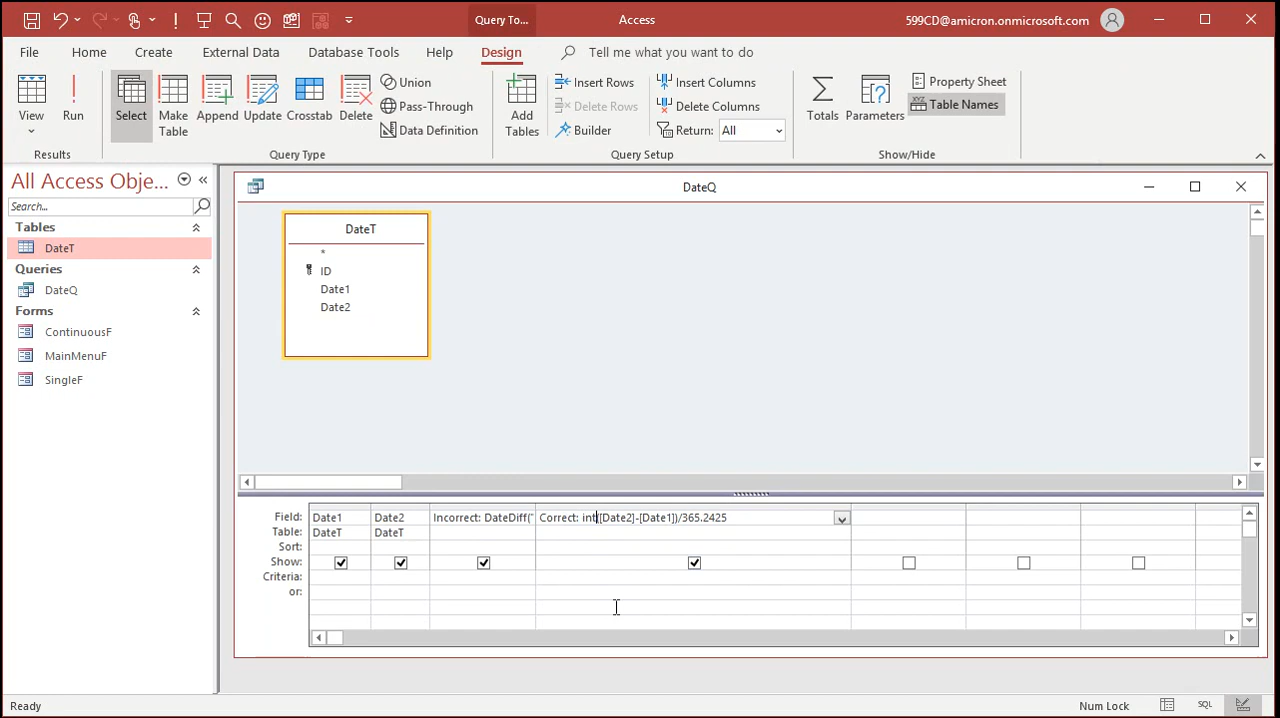 Query To...
Access
599CD@amicron.onmicrosoft.com
File
Home
Create
External Data
Database Tools
Help
Design
Tell me what you want to do
View
Run
Select
Make
Table
Append
Update
Crosstab
Delete
Union
Pass-Through
Data Definition
Add
Tables
Insert Rows
Delete Rows
Builder
Insert Columns
Delete Columns
Return: All
Totals
Parameters
Property Sheet
Table Names
Results
Query Type
Query Setup
Show/Hide
All Access Obje...
Search...
Tables
DateT
Queries
DateQ
Forms
ContinuousF
MainMenuF
SingleF
DateQ
DateT
*
ID
Date1
Date2
Field: Date1 Date2 Incorrect: DateDiff(" Correct: int([Date2]-[Date1])/365.2425
Table: DateT DateT
Sort:
Show:
Criteria:
or:
Ready
Num Lock
SQL